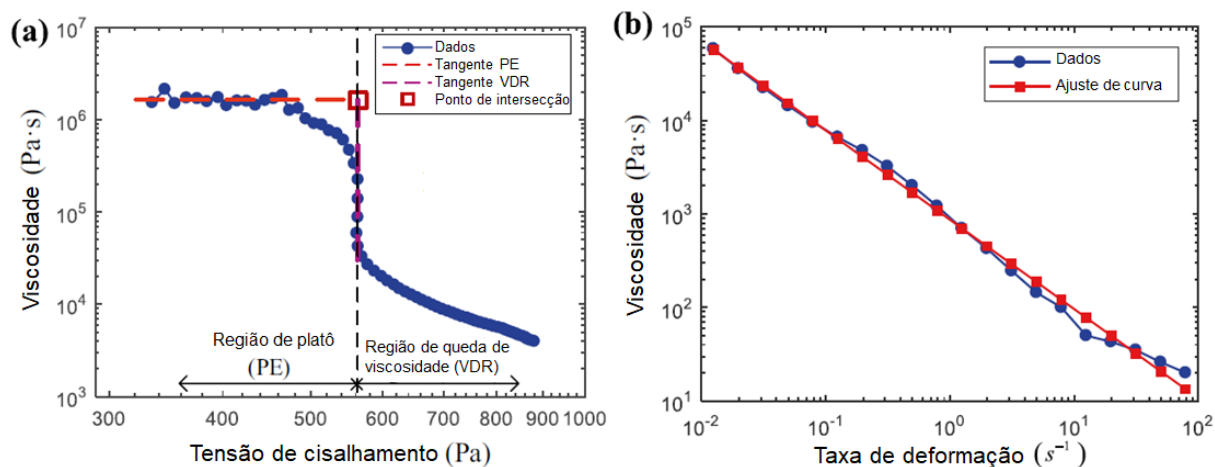 (a)
10^7
10^6
10^5
10^4
10^3
Viscosidade (Pa·s)
Dados
Tangente PE
Tangente VDR
Ponto de intersecção
Região de platô
(PE)
Região de queda de
viscosidade (VDR)
300 400 500 600 700 800 900 1000
Tensão de cisalhamento (Pa)
(b)
10^5
10^4
10^3
10^2
10^1
Viscosidade (Pa·s)
Dados
Ajuste de curva
10^-2 10^-1 10^0 10^1 10^2
Taxa de deformação (s^-1)